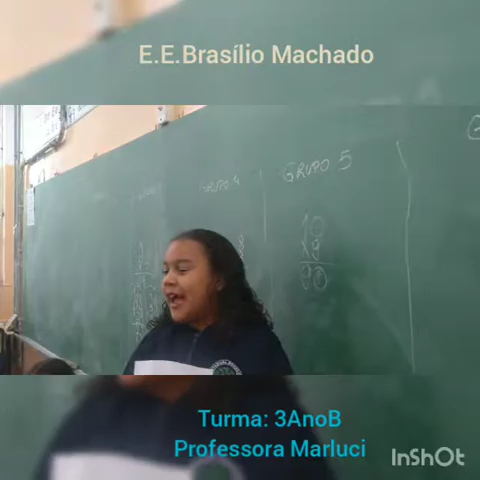 E.E.Brasílio Machado
GRUPO 4
GRUPO 5
10
x9
90
Turma: 3AnoB
Professora Marluci
InShOt